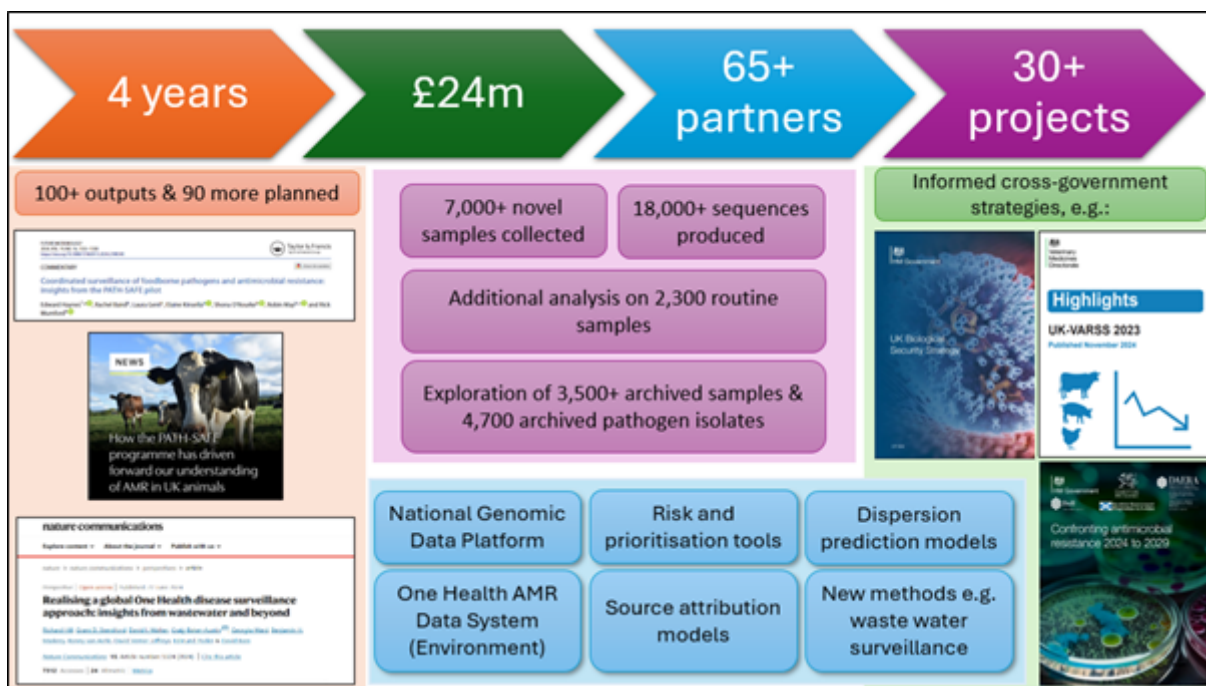 4 years
£24m
65+
partners
30+
projects
100+ outputs & 90 more planned
Taylor & Francis
COMMENTARY
Coordinated surveillance of foodborne pathogens and antimicrobial resistance:
insights from the PATH-SAFE pilot
NEWS
How the PATH-SAFE
programme has driven
forward our understanding
of AMR in UK animals
nature communications
Explore content
About the journal
Publish with us
Realising a global One Health disease surveillance
approach: insights from wastewater and beyond
7,000+ novel
samples collected
18,000+ sequences
produced
Additional analysis on 2,300 routine
samples
Exploration of 3,500+ archived samples &
4,700 archived pathogen isolates
National Genomic
Data Platform
Risk and
prioritisation tools
Dispersion
prediction models
One Health AMR
Data System
(Environment)
Source attribution
models
New methods e.g.
waste water
surveillance
Informed cross-government
strategies, e.g.:
HM Government
UK Biological
Security Strategy
Veterinary
Medicines
Directorate
Highlights
UK-VARSS 2023
Published November 2024
HM Government
DAERA
Confronting antimicrobial
resistance 2024 to 2029